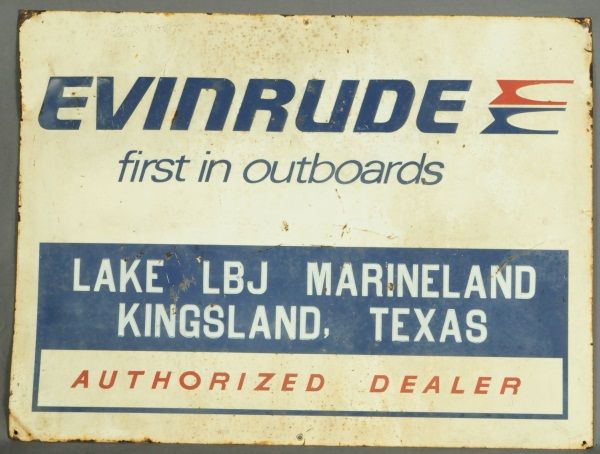 EVINRUDE
first in outboards
LAKE LBJ MARINELAND
KINGSLAND, TEXAS
AUTHORIZED DEALER